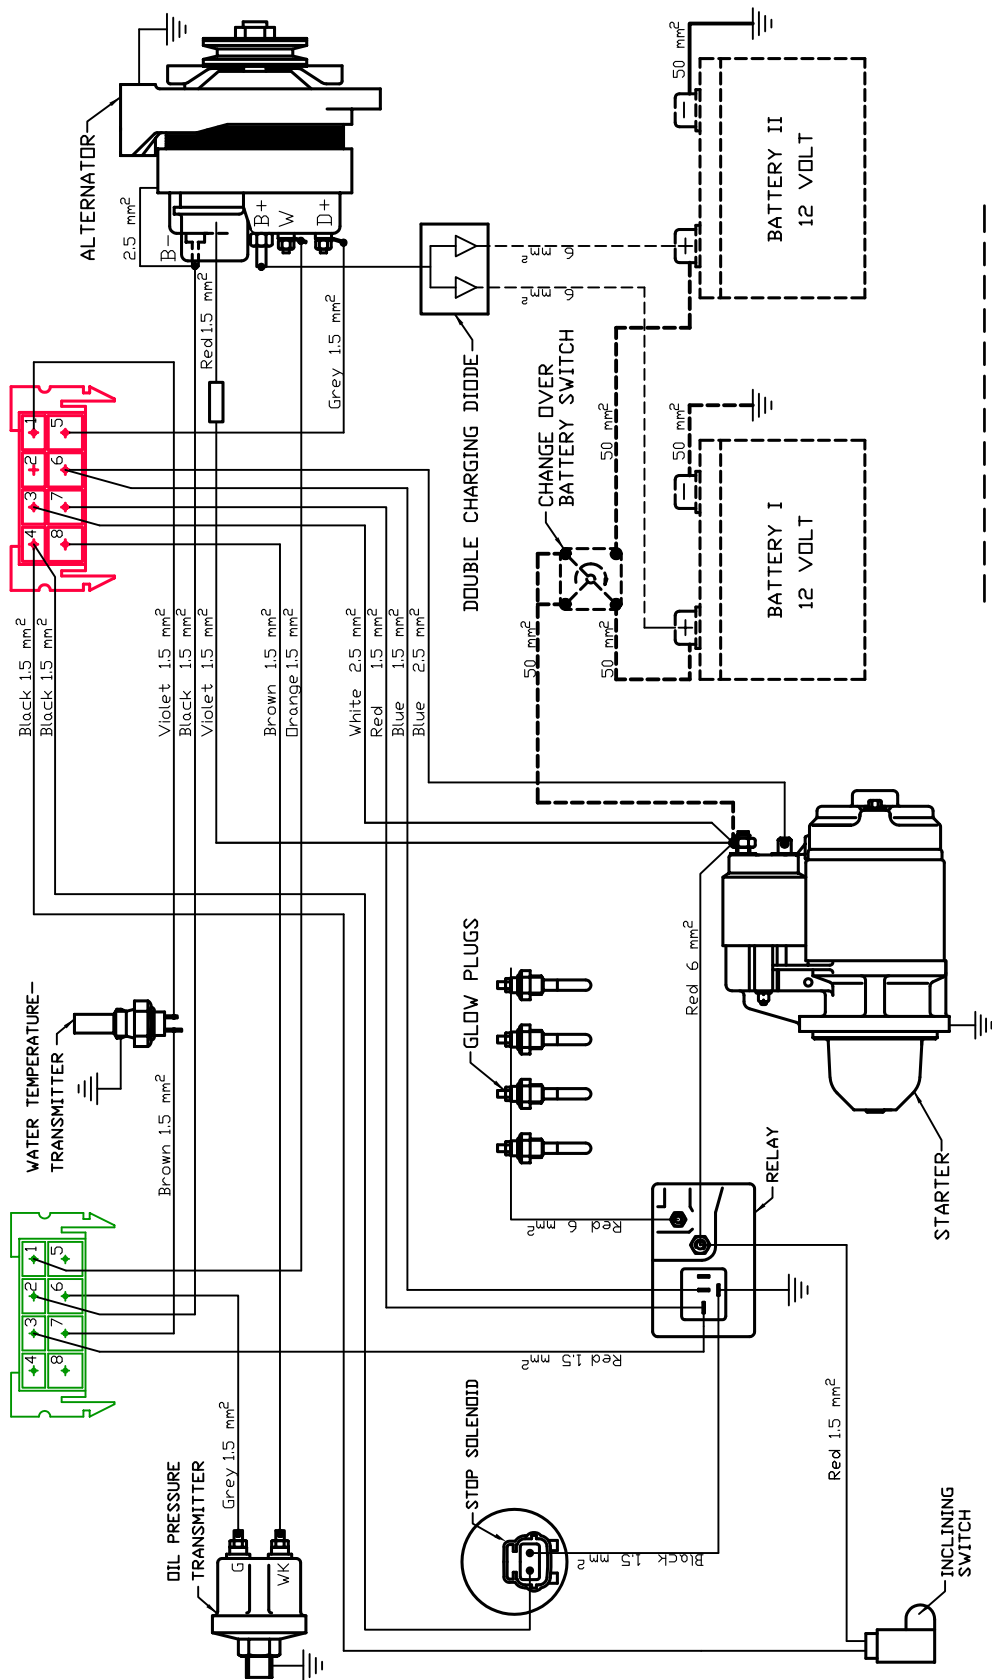 ALTERNATOR
2.5 mm²
B-
B+
W
D+
Red 1.5 mm²
Grey 1.5 mm²
1
2
3
4
5
6
7
8
DOUBLE CHARGING DIODE
6 mm²
6 mm²
CHANGE OVER
BATTERY SWITCH
50 mm²
50 mm²
50 mm²
50 mm²
50 mm²
BATTERY II
12 VOLT
+
-
BATTERY I
12 VOLT
+
-
Black 1.5 mm²
Black 1.5 mm²
Violet 1.5 mm²
Black 1.5 mm²
Violet 1.5 mm²
Brown 1.5 mm²
Orange 1.5 mm²
White 2.5 mm²
Red 1.5 mm²
Blue 1.5 mm²
Blue 2.5 mm²
WATER TEMPERATURE-
TRANSMITTER
Brown 1.5 mm²
GLOW PLUGS
Red 6 mm²
Red 6 mm²
RELAY
STARTER
1
2
3
4
5
6
7
8
Red 1.5 mm²
Grey 1.5 mm²
OIL PRESSURE
TRANSMITTER
G
WK
STOP SOLENOID
Black 1.5 mm²
Red 1.5 mm²
INCLINING
SWITCH